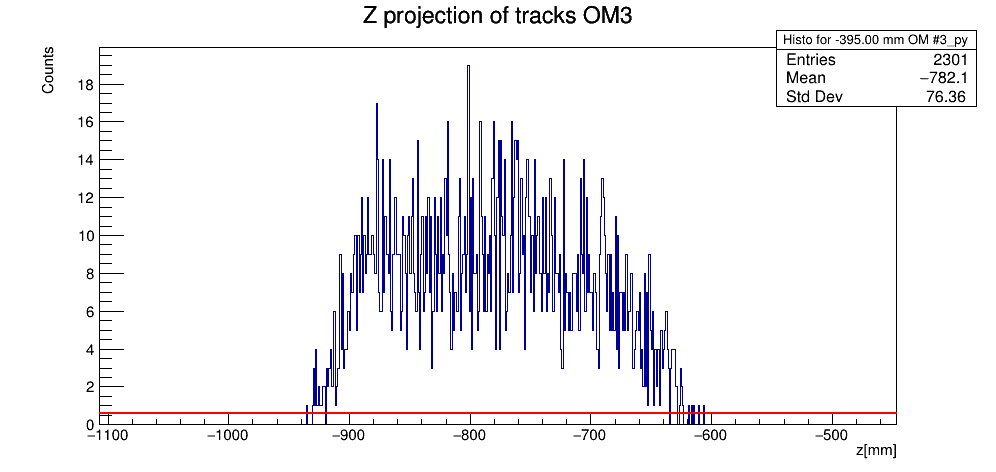 Z projection of tracks OM3
Histo for -395.00 mm OM #3_py
Entries 2301
Mean −782.1
Std Dev 76.36
Counts
18
16
14
12
10
8
6
4
2
0
−1100 −1000 −900 −800 −700 −600 −500
z[mm]